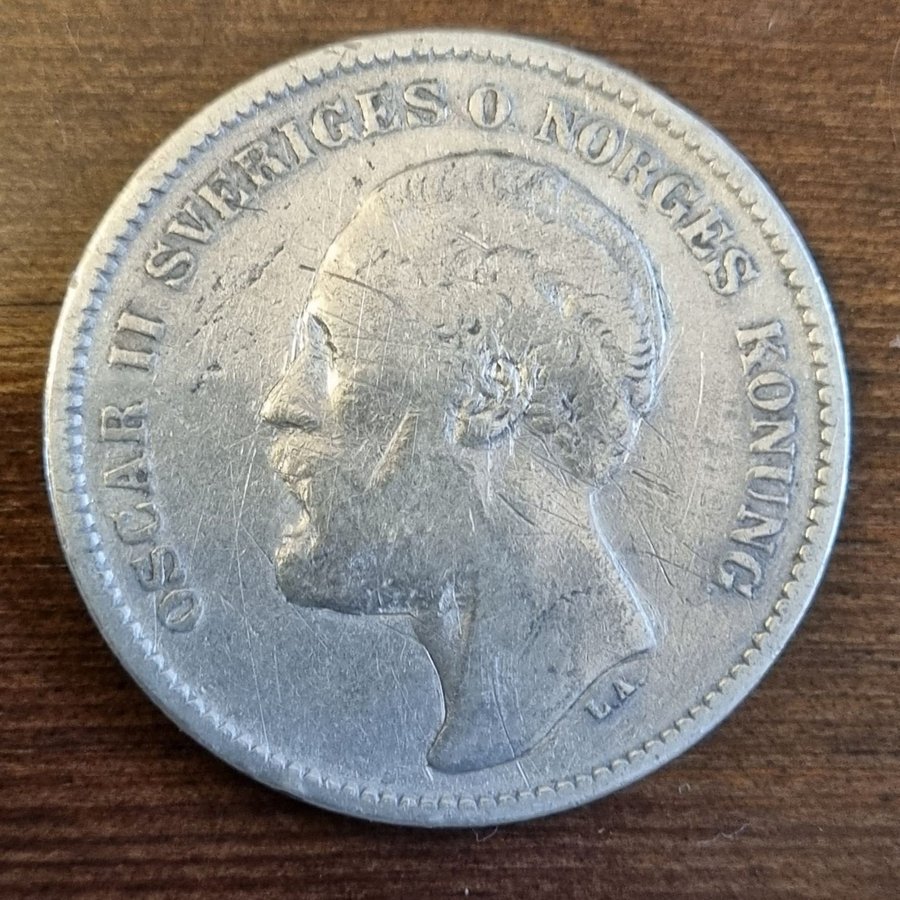 OSCAR II SVERIGES O. NORGES KONUNG.
L.A.